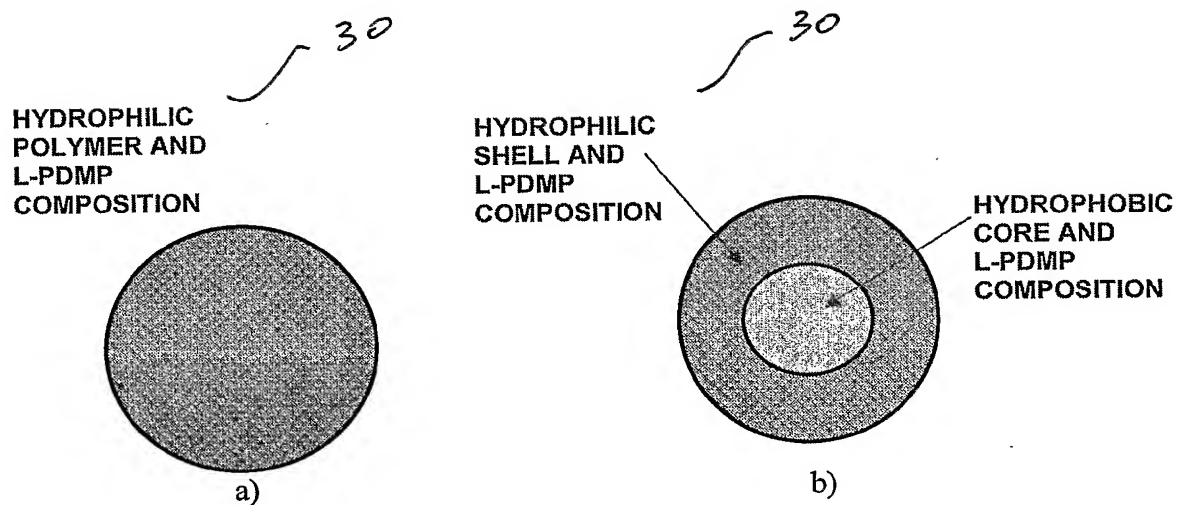 30
HYDROPHILIC
POLYMER AND
L-PDMP
COMPOSITION
a)
30
HYDROPHILIC
SHELL AND
L-PDMP
COMPOSITION
HYDROPHOBIC
CORE AND
L-PDMP
COMPOSITION
b)